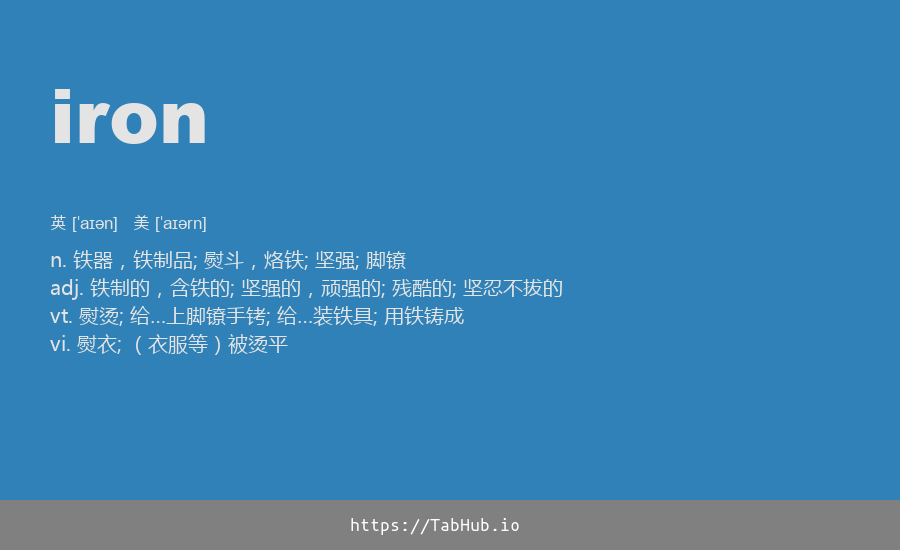 iron
英 [ˈaɪən] 美 [ˈaɪərn]
n. 铁器，铁制品; 熨斗，烙铁; 坚强; 脚镣
adj. 铁制的，含铁的; 坚强的，顽强的; 残酷的; 坚忍不拔的
vt. 熨烫; 给…上脚镣手铐; 给…装铁具; 用铁铸成
vi. 熨衣; （衣服等）被烫平
https://TabHub.io